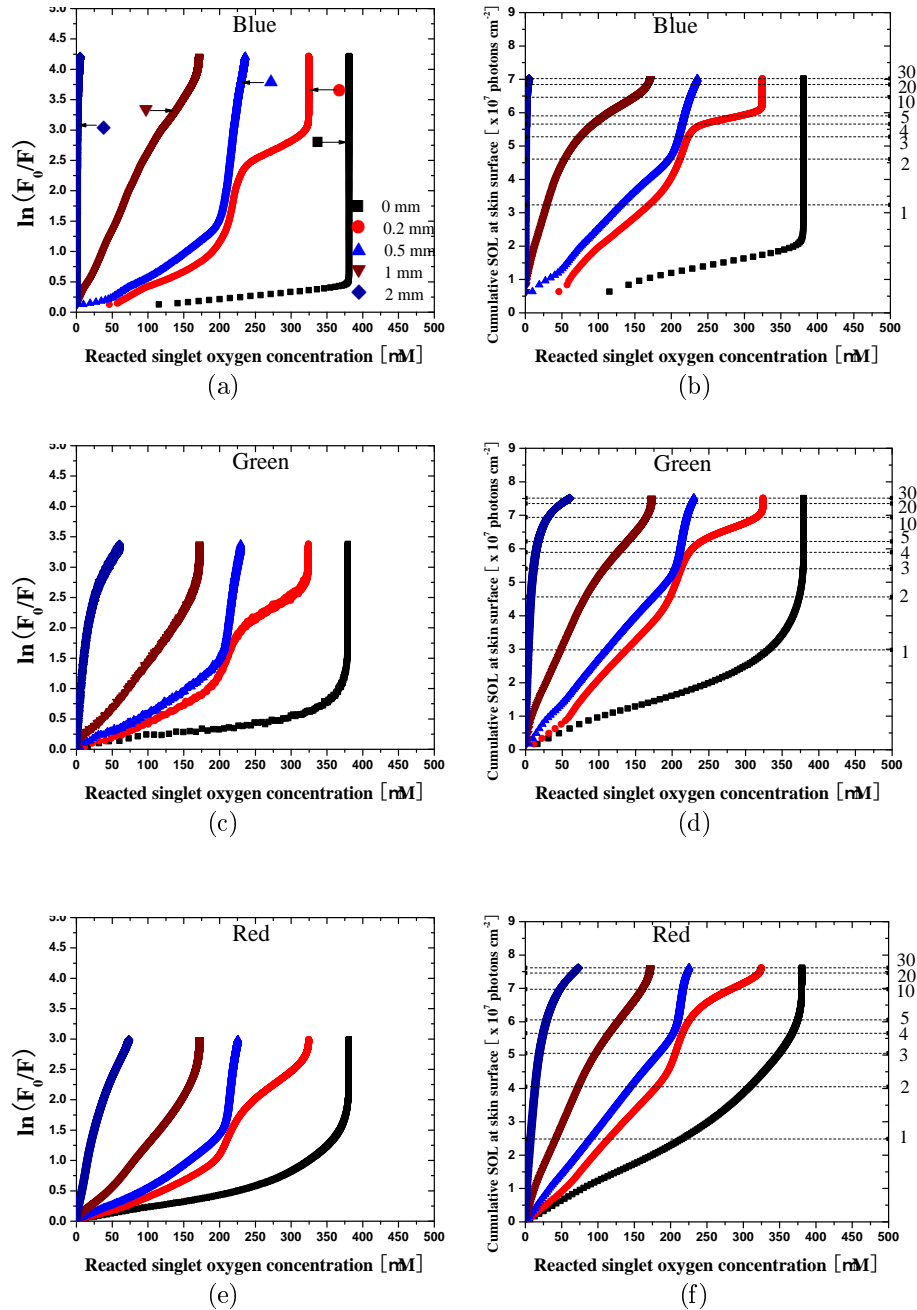 Blue
5.0
4.5
4.0
3.5
3.0
2.5
2.0
1.5
1.0
0.5
0.0
ln(F0/F)
0 mm
0.2 mm
0.5 mm
1 mm
2 mm
0 50 100 150 200 250 300 350 400 450 500
Reacted singlet oxygen concentration [mM]
(a)
Blue
9
8
7
6
5
4
3
2
1
0
Cumulative SOL at skin surface [ x 10^7 photons cm^-2]
30
20
10
5
4
3
2
1
0 50 100 150 200 250 300 350 400 450 500
Reacted singlet oxygen concentration [mM]
(b)
Green
5.0
4.5
4.0
3.5
3.0
2.5
2.0
1.5
1.0
0.5
0.0
ln(F0/F)
0 50 100 150 200 250 300 350 400 450 500
Reacted singlet oxygen concentration [mM]
(c)
Green
9
8
7
6
5
4
3
2
1
0
Cumulative SOL at skin surface [ x 10^7 photons cm^-2]
30
20
10
5
4
3
2
1
0 50 100 150 200 250 300 350 400 450 500
Reacted singlet oxygen concentration [mM]
(d)
Red
5.0
4.5
4.0
3.5
3.0
2.5
2.0
1.5
1.0
0.5
0.0
ln(F0/F)
0 50 100 150 200 250 300 350 400 450 500
Reacted singlet oxygen concentration [mM]
(e)
Red
9
8
7
6
5
4
3
2
1
0
Cumulative SOL at skin surface [ x 10^7 photons cm^-2]
30
20
10
5
4
3
2
1
0 50 100 150 200 250 300 350 400 450 500
Reacted singlet oxygen concentration [mM]
(f)